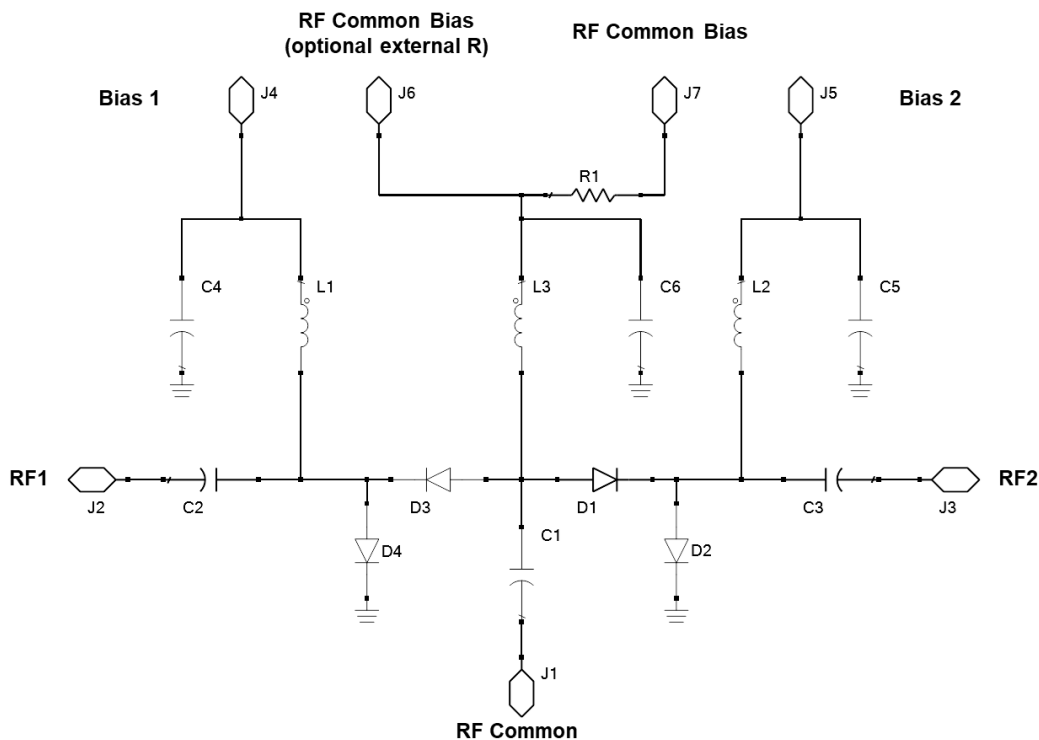 RF Common Bias
(optional external R)
RF Common Bias
Bias 1
J4
J6
J7
J5
Bias 2
R1
C4
L1
L3
C6
L2
C5
RF1
J2
C2
D3
D1
C3
J3
RF2
C1
D4
D2
J1
RF Common